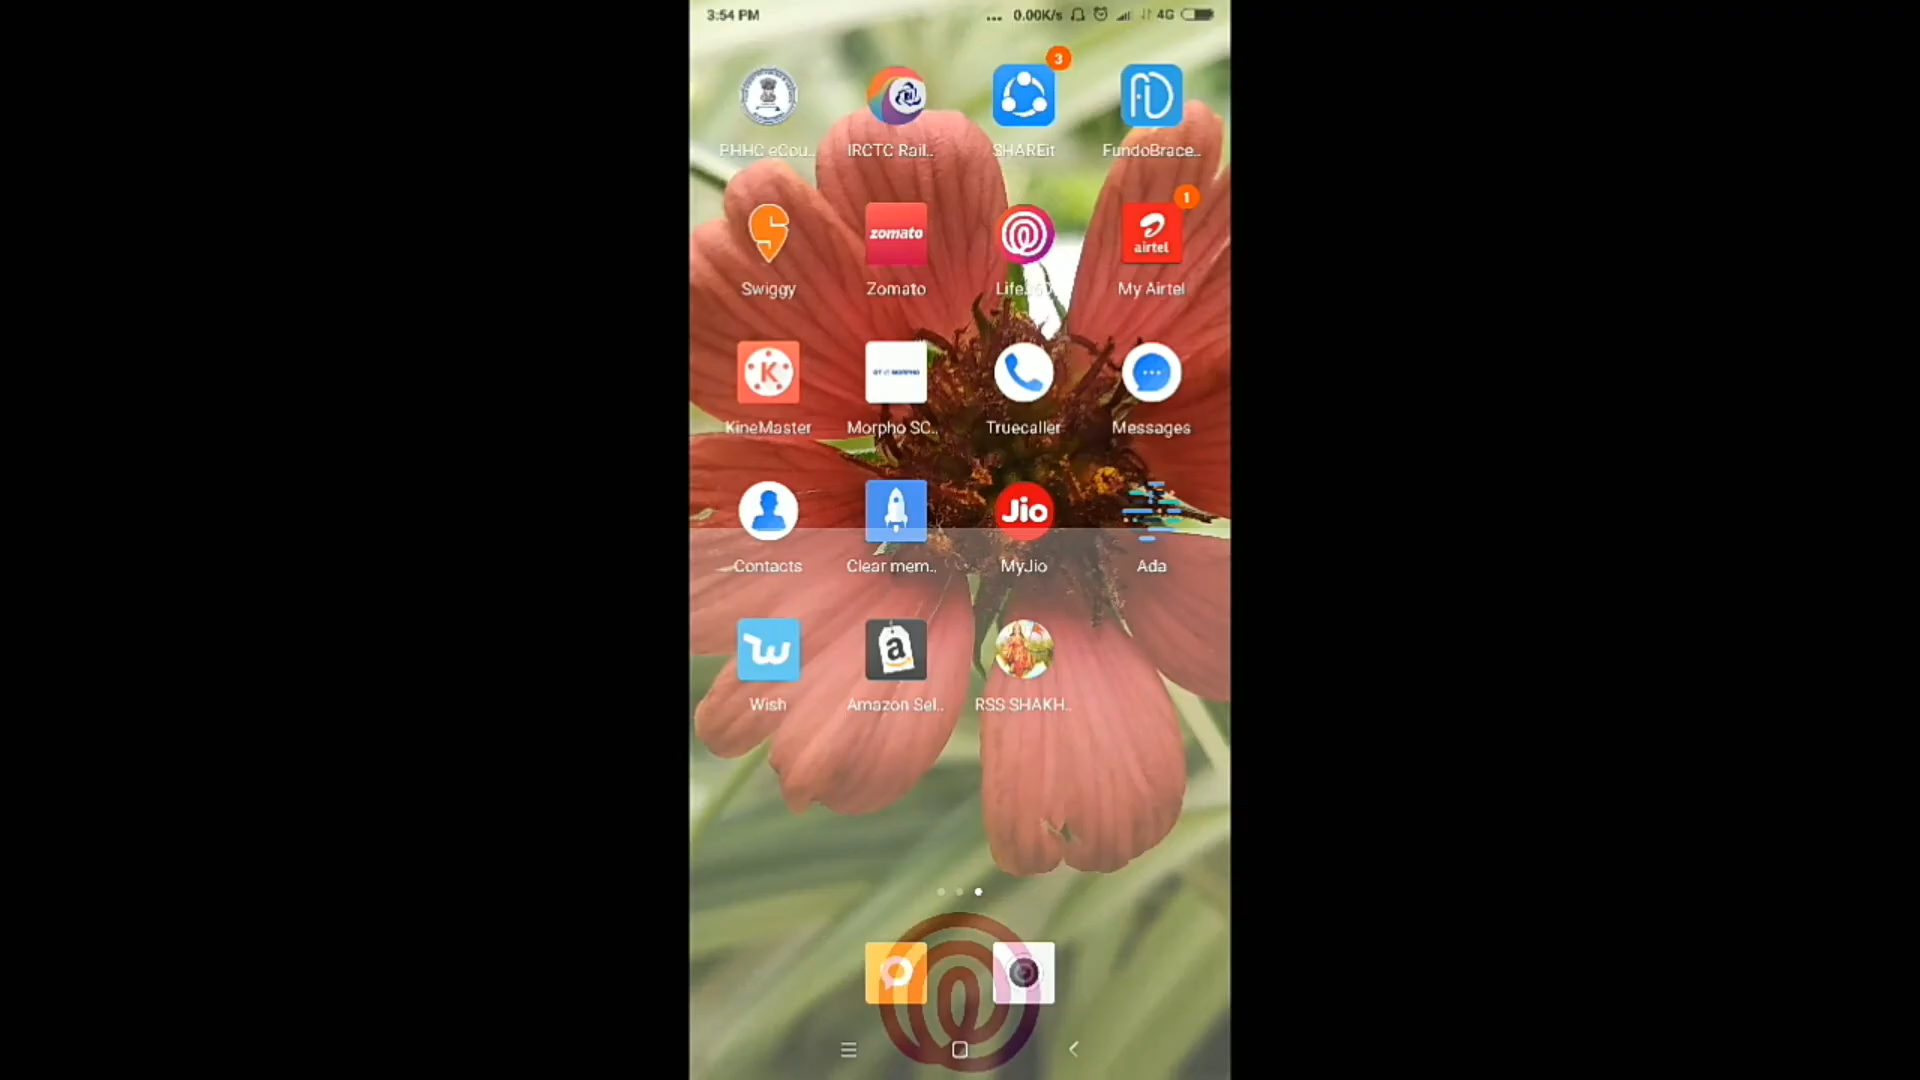 3:54 PM
... 0.00K/s 4G
3
PHHC eCou..
IRCTC Rail..
SHAREit
FundoBrace..
zomato
1
airtel
Swiggy
Zomato
Life360
My Airtel
K
KineMaster
Morpho SC..
Truecaller
Messages
Jio
Contacts
Clear mem..
MyJio
Ada
w
a
Wish
Amazon Sel..
RSS SHAKH..